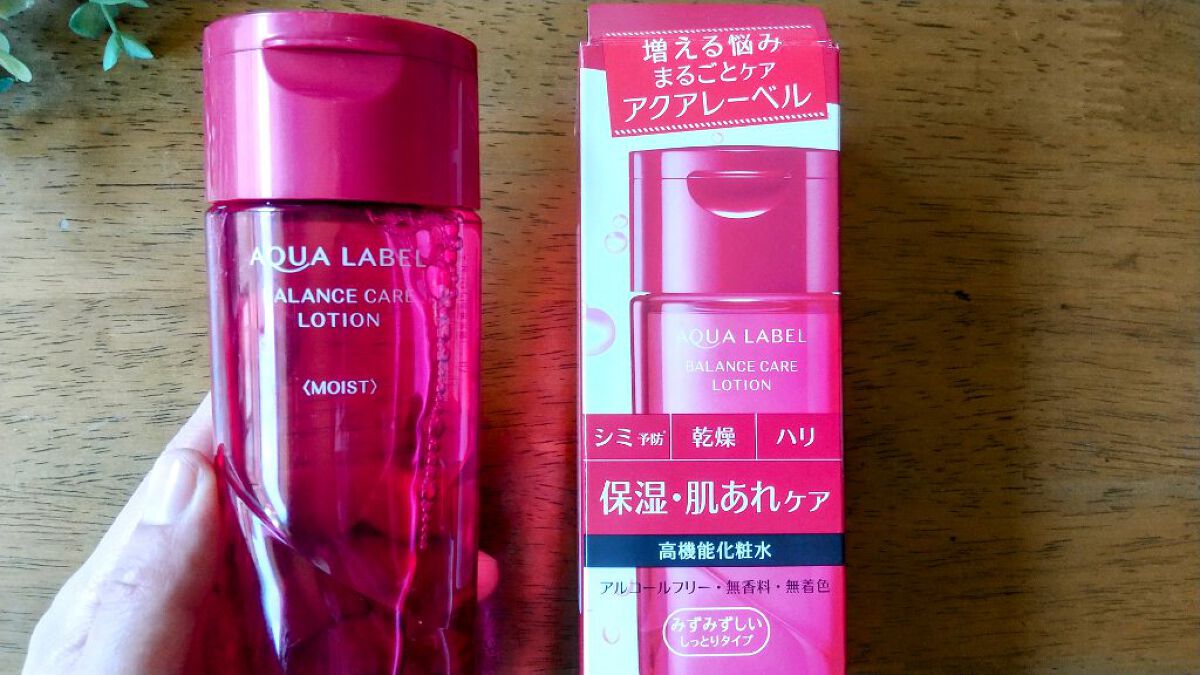 AQUA LABEL
BALANCE CARE
LOTION
〈MOIST〉
増える悩み
まるごとケア
アクアレーベル
AQUA LABEL
BALANCE CARE
LOTION
シミ予防* 乾燥 ハリ
保湿・肌あれケア
高機能化粧水
アルコールフリー・無香料・無着色
みずみずしい
しっとりタイプ